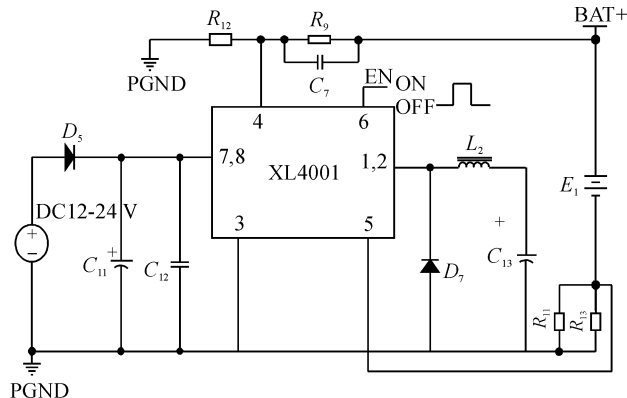 BAT+
R12
R9
PGND
C7
EN ON
OFF
4
6
D5
7,8
XL4001
1,2
L2
DC12-24 V
+
−
3
5
E1
+
C11
C12
D7
+
C13
R11
R13
PGND